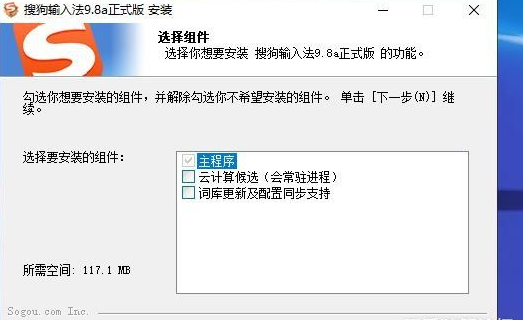 搜狗输入法9.8a正式版 安装
选择组件
选择你想要安装 搜狗输入法9.8a正式版 的功能。
勾选你想要安装的组件，并解除勾选你不希望安装的组件。 单击 [下一步(N)] 继
续。
选择要安装的组件：
主程序
云计算候选（会常驻进程）
词库更新及配置同步支持
所需空间: 117.1 MB
Sogou.com Inc.